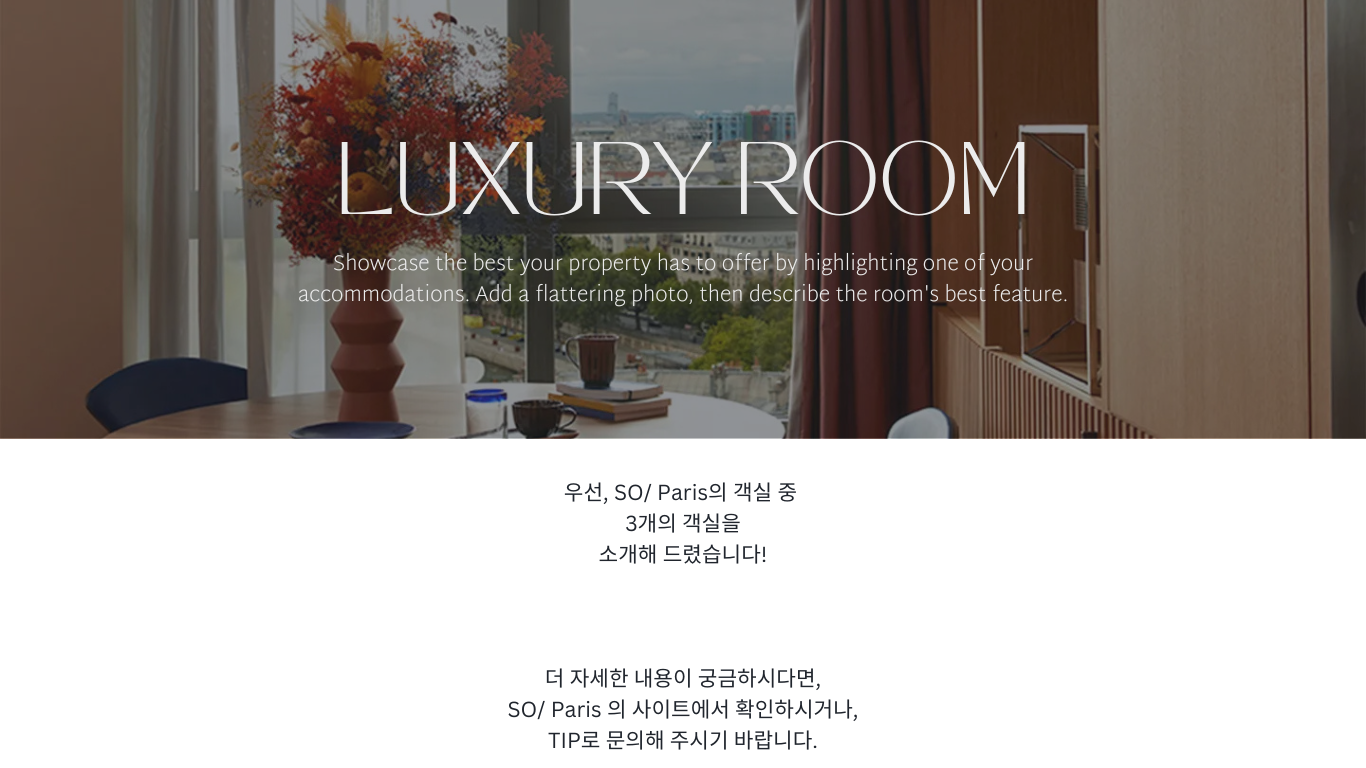 LUXURY ROOM
Showcase the best your property has to offer by highlighting one of your
accommodations. Add a flattering photo, then describe the room's best feature.
우선, SO/ Paris의 객실 중
3개의 객실을
소개해 드렸습니다!
더 자세한 내용이 궁금하시다면,
SO/ Paris 의 사이트에서 확인하시거나,
TIP로 문의해 주시기 바랍니다.